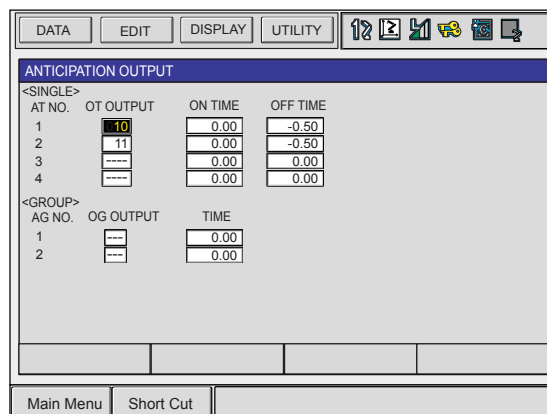 DATA EDIT DISPLAY UTILITY
ANTICIPATION OUTPUT
<SINGLE>
AT NO. OT OUTPUT ON TIME OFF TIME
1 10 0.00 -0.50
2 11 0.00 -0.50
3 ---- 0.00 0.00
4 ---- 0.00 0.00
<GROUP>
AG NO. OG OUTPUT TIME
1 --- 0.00
2 --- 0.00
Main Menu Short Cut